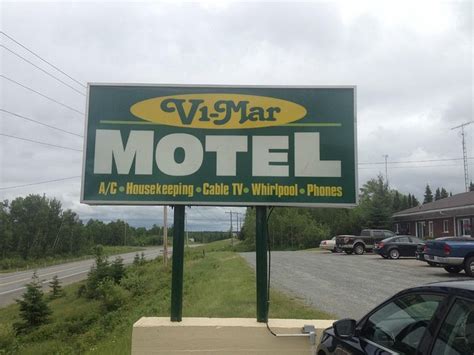 Vi-Mar
MOTEL
A/C • Housekeeping • Cable TV • Whirlpool • Phones